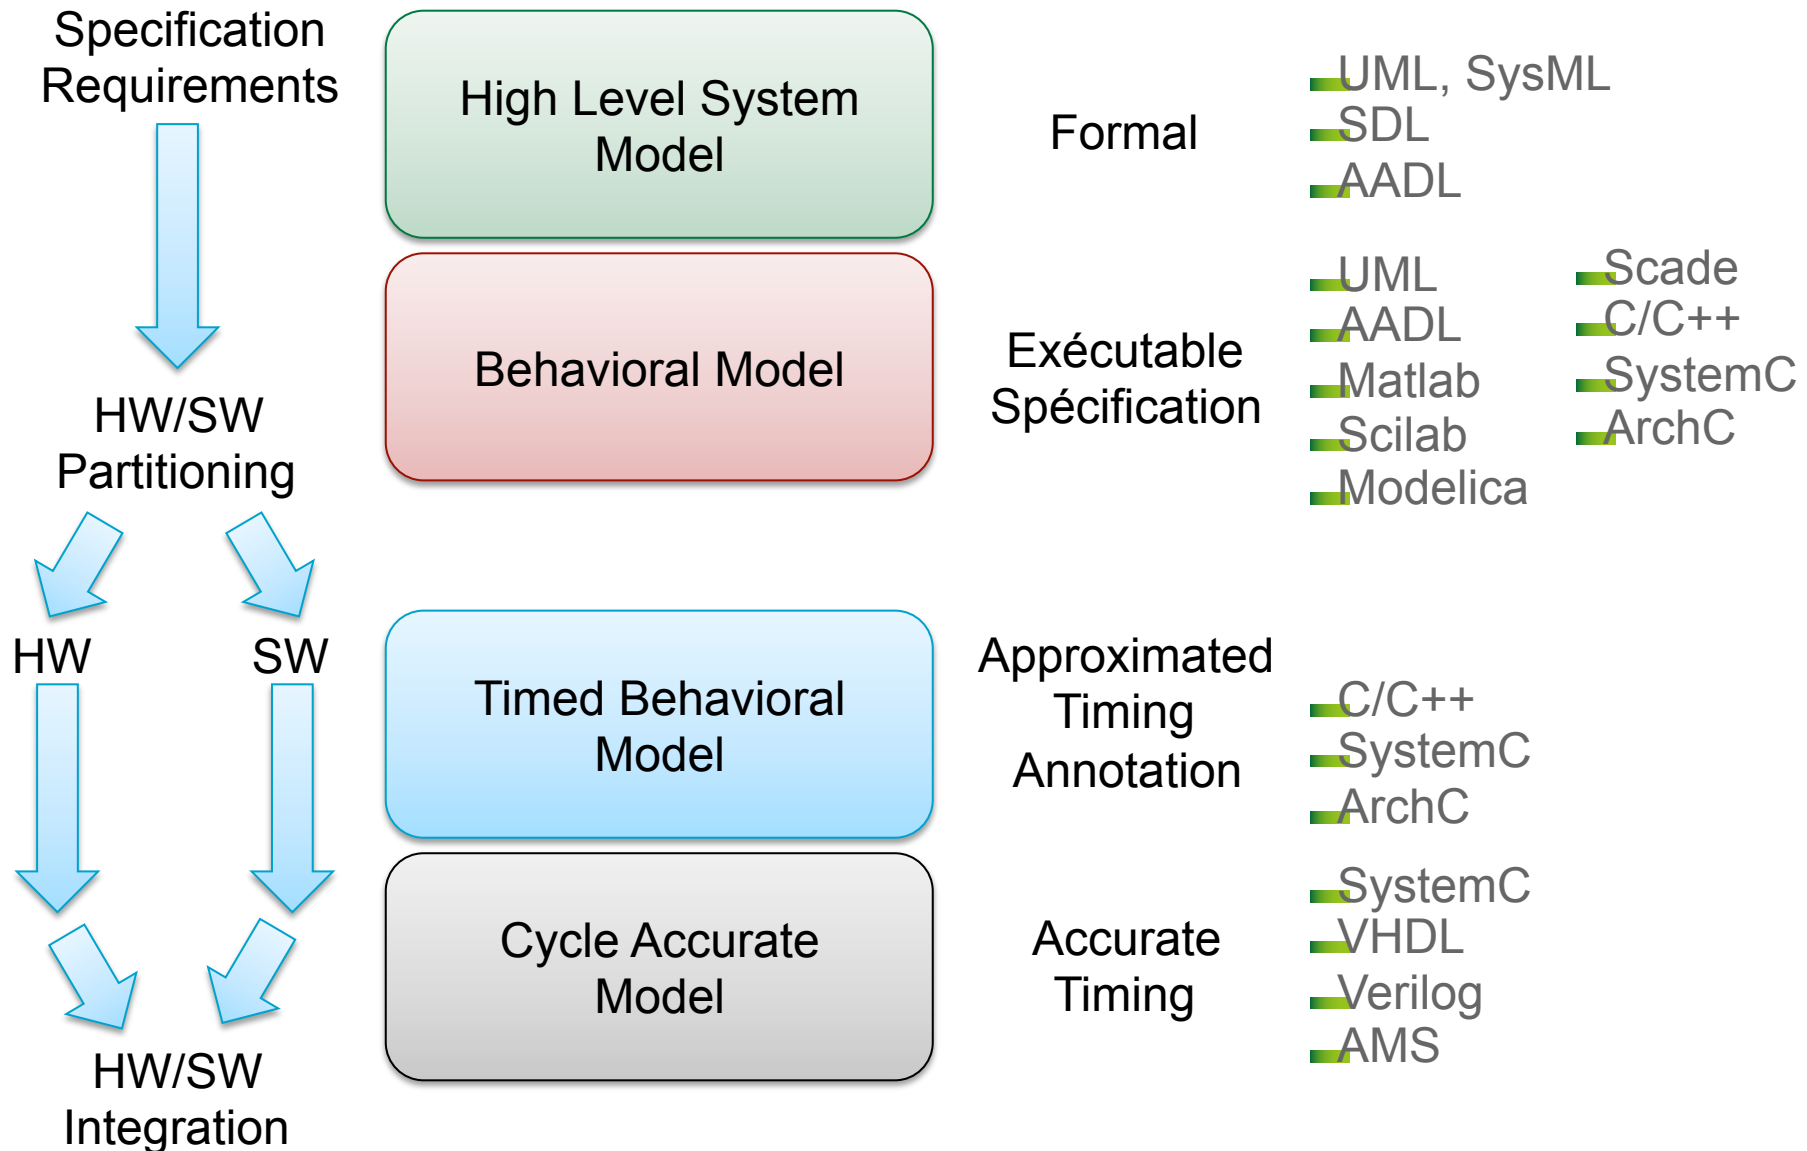 Specification
Requirements
HW/SW
Partitioning
HW
SW
HW/SW
Integration
High Level System
Model
Formal
UML, SysML
SDL
AADL
Behavioral Model
Exécutable
Spécification
UML
AADL
Matlab
Scilab
Modelica
Scade
C/C++
SystemC
ArchC
Timed Behavioral
Model
Approximated
Timing
Annotation
C/C++
SystemC
ArchC
Cycle Accurate
Model
Accurate
Timing
SystemC
VHDL
Verilog
AMS